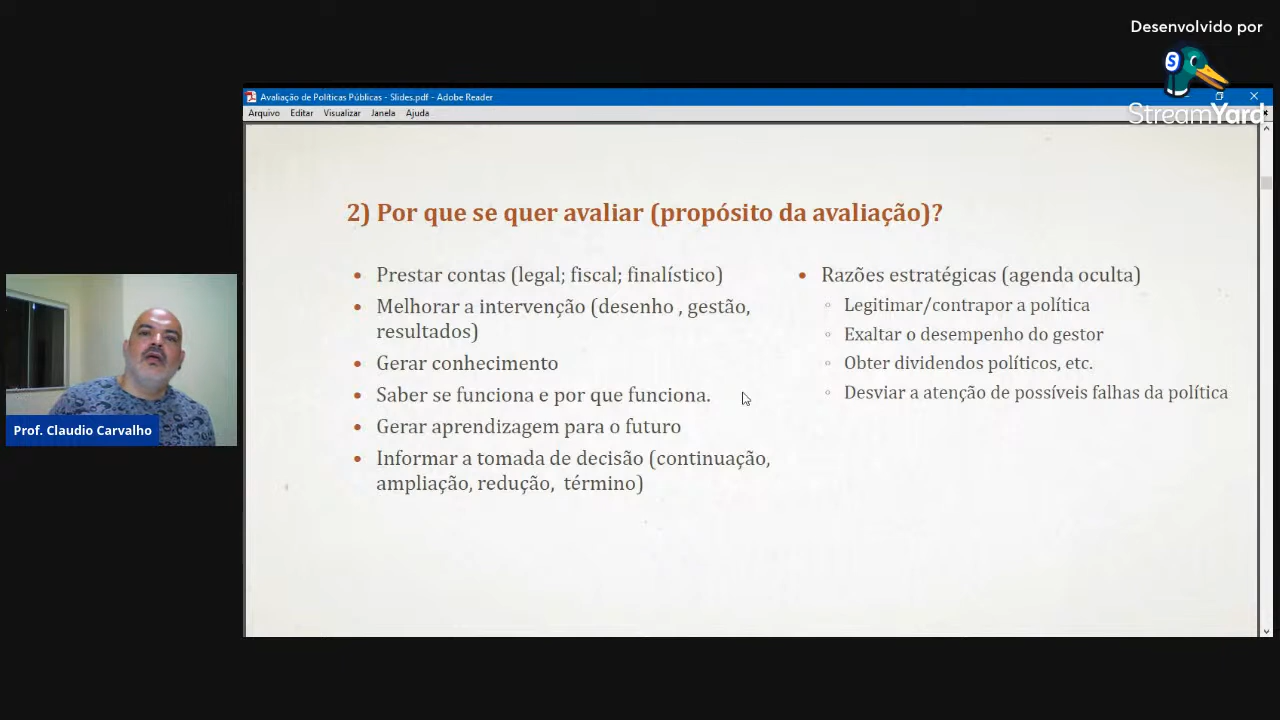 Desenvolvido por
S
StreamYard
Avaliação de Políticas Públicas - Slides.pdf - Adobe Reader
Arquivo Editar Visualizar Janela Ajuda
2) Por que se quer avaliar (propósito da avaliação)?
• Prestar contas (legal; fiscal; finalístico)
• Melhorar a intervenção (desenho , gestão,
resultados)
• Gerar conhecimento
• Saber se funciona e por que funciona.
• Gerar aprendizagem para o futuro
• Informar a tomada de decisão (continuação,
ampliação, redução, término)
• Razões estratégicas (agenda oculta)
◦ Legitimar/contrapor a política
◦ Exaltar o desempenho do gestor
◦ Obter dividendos políticos, etc.
◦ Desviar a atenção de possíveis falhas da política
Prof. Claudio Carvalho